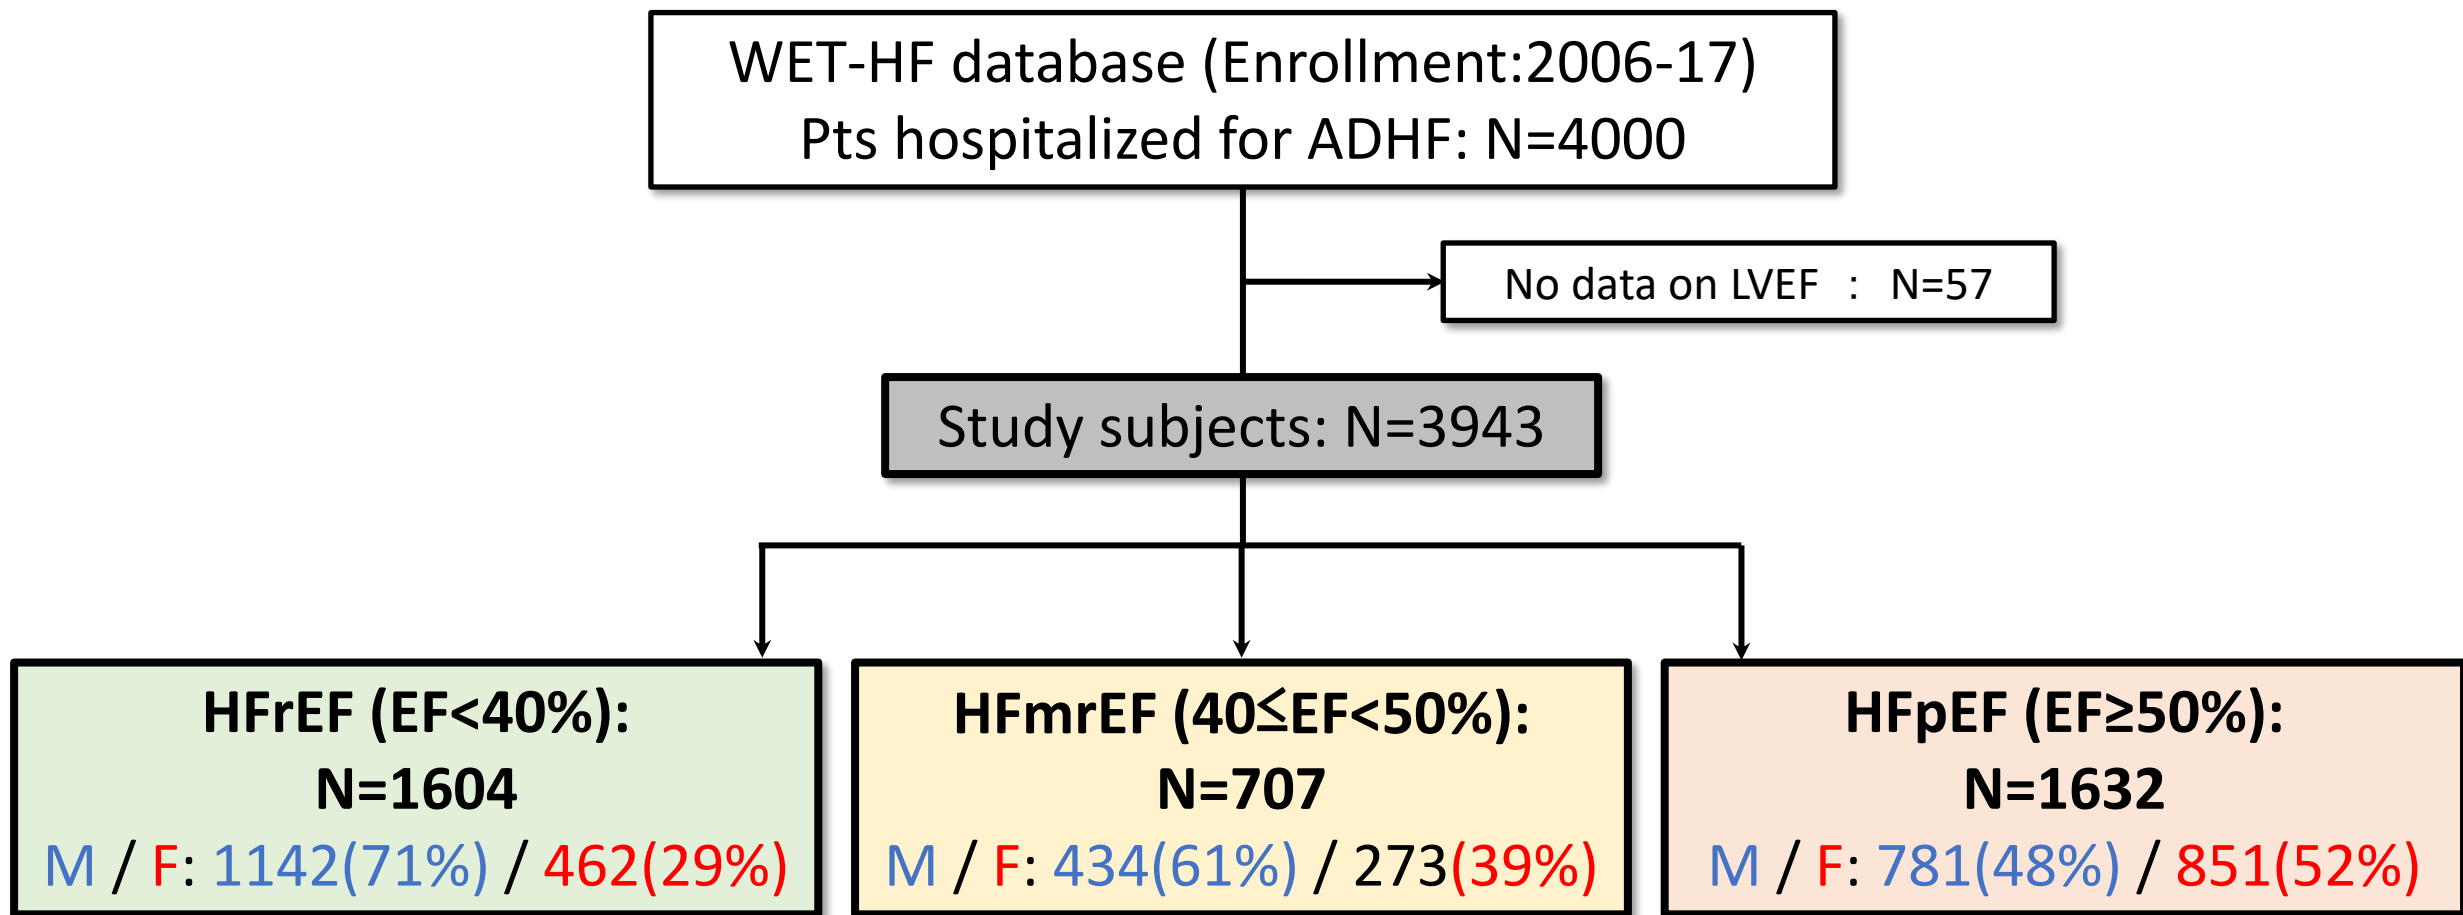 WET-HF database (Enrollment:2006-17)
Pts hospitalized for ADHF: N=4000
No data on LVEF : N=57
Study subjects: N=3943
HFrEF (EF<40%):
N=1604
M / F: 1142(71%) / 462(29%)
HFmrEF (40≦EF<50%):
N=707
M / F: 434(61%) / 273(39%)
HFpEF (EF≥50%):
N=1632
M / F: 781(48%) / 851(52%)